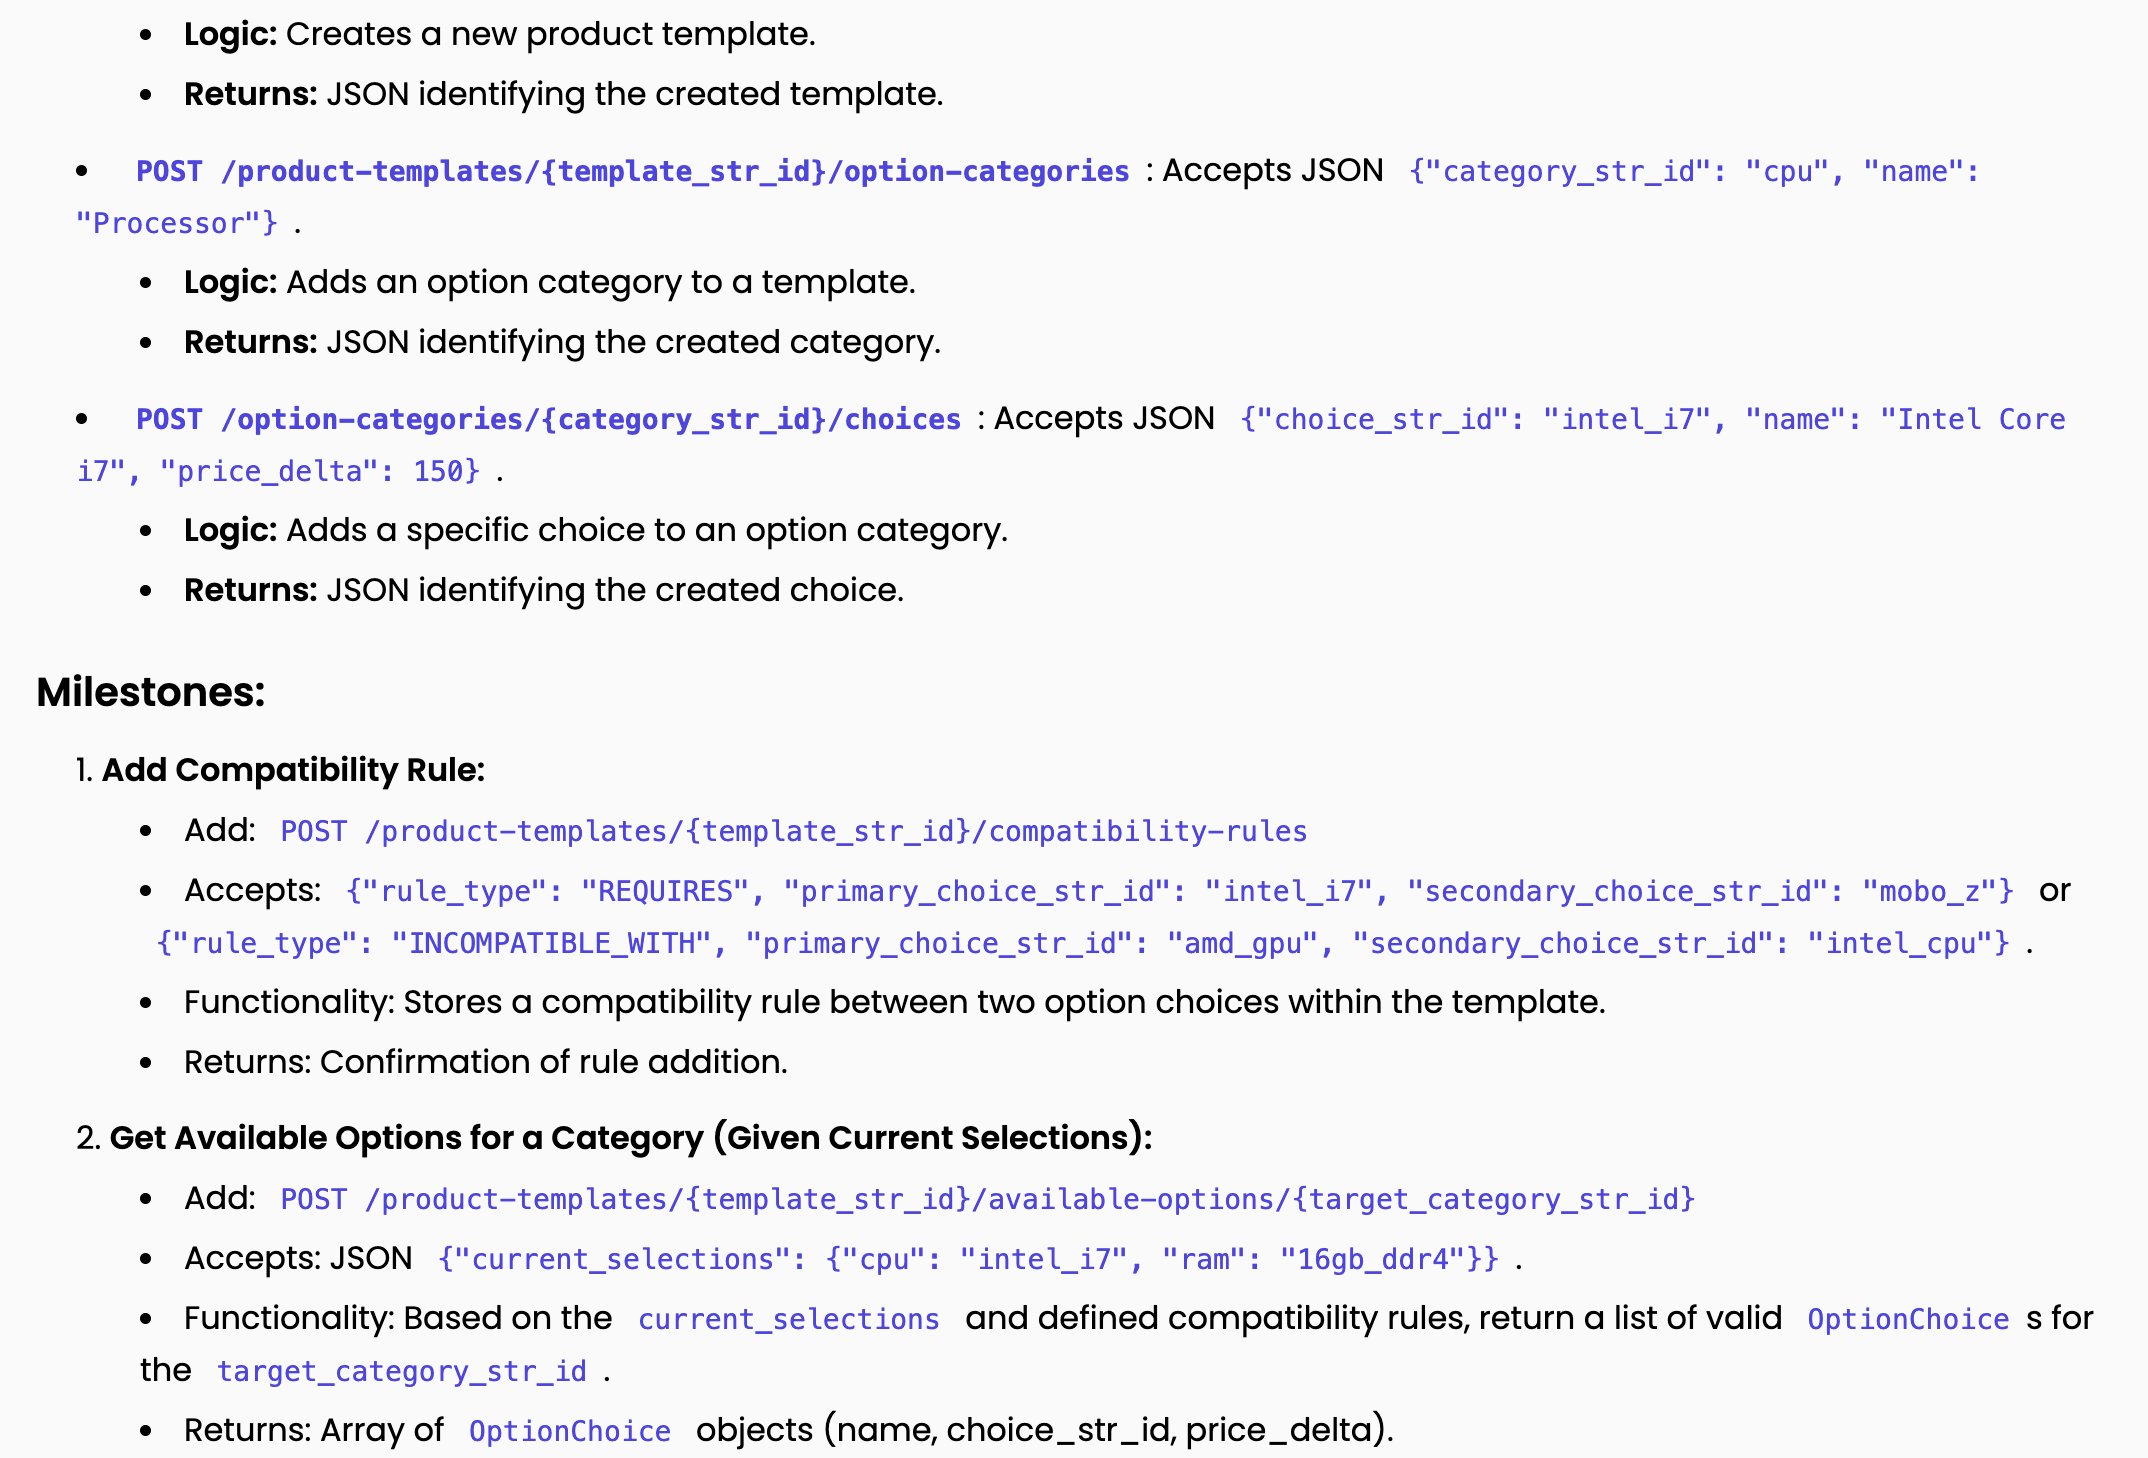 • Logic: Creates a new product template.
• Returns: JSON identifying the created template.
• POST /product-templates/{template_str_id}/option-categories : Accepts JSON {"category_str_id": "cpu", "name":
"Processor"} .
• Logic: Adds an option category to a template.
• Returns: JSON identifying the created category.
• POST /option-categories/{category_str_id}/choices : Accepts JSON {"choice_str_id": "intel_i7", "name": "Intel Core
i7", "price_delta": 150} .
• Logic: Adds a specific choice to an option category.
• Returns: JSON identifying the created choice.
Milestones:
1. Add Compatibility Rule:
• Add: POST /product-templates/{template_str_id}/compatibility-rules
• Accepts: {"rule_type": "REQUIRES", "primary_choice_str_id": "intel_i7", "secondary_choice_str_id": "mobo_z"} or
{"rule_type": "INCOMPATIBLE_WITH", "primary_choice_str_id": "amd_gpu", "secondary_choice_str_id": "intel_cpu"} .
• Functionality: Stores a compatibility rule between two option choices within the template.
• Returns: Confirmation of rule addition.
2. Get Available Options for a Category (Given Current Selections):
• Add: POST /product-templates/{template_str_id}/available-options/{target_category_str_id}
• Accepts: JSON {"current_selections": {"cpu": "intel_i7", "ram": "16gb_ddr4"}} .
• Functionality: Based on the current_selections and defined compatibility rules, return a list of valid OptionChoice s for
the target_category_str_id .
• Returns: Array of OptionChoice objects (name, choice_str_id, price_delta).